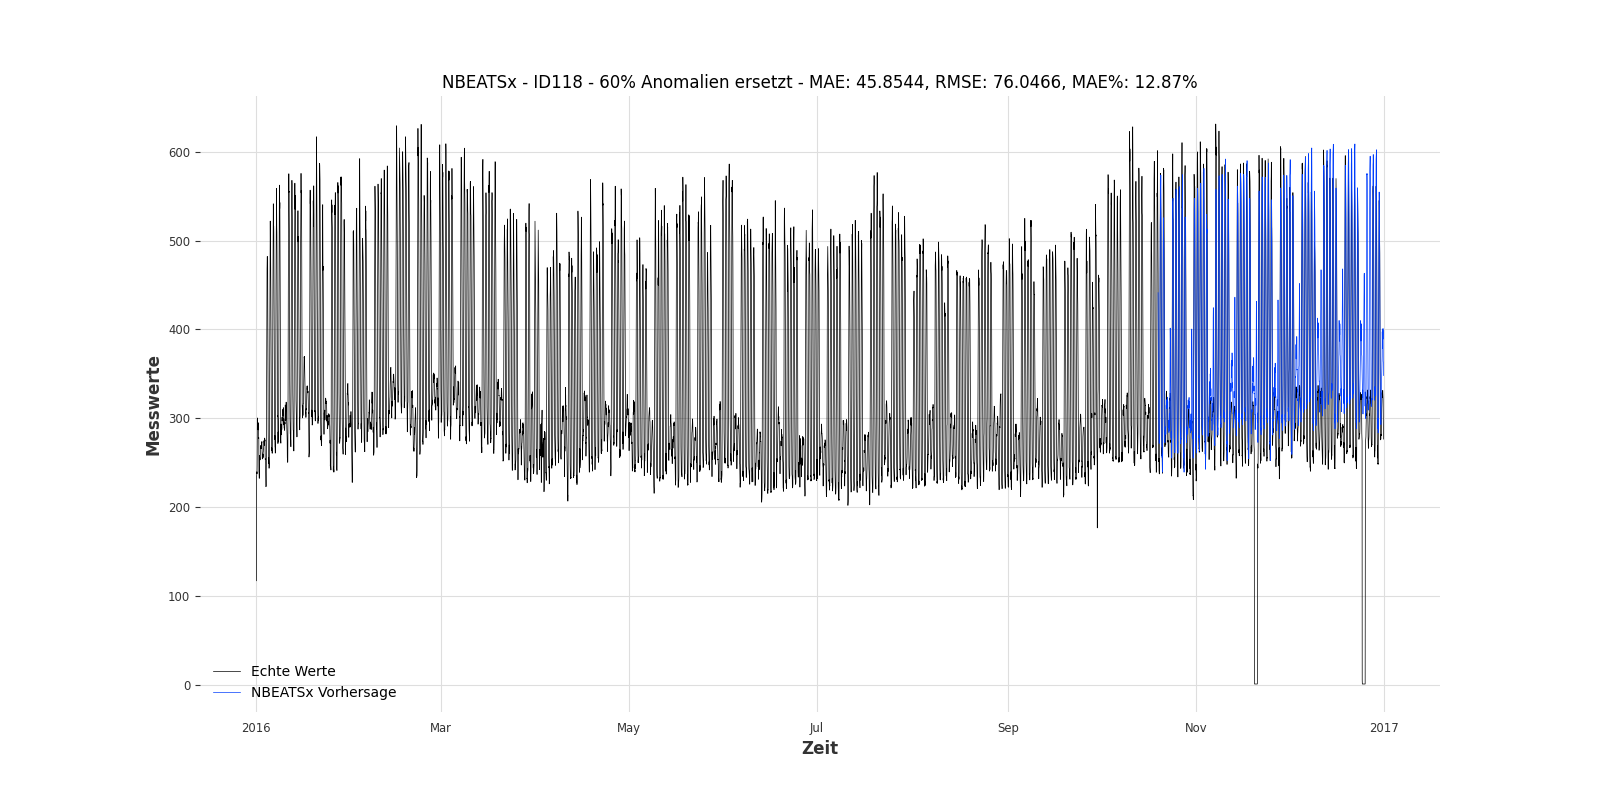 NBEATSx - ID118 - 60% Anomalien ersetzt - MAE: 45.8544, RMSE: 76.0466, MAE%: 12.87%
Messwerte
600
500
400
300
200
100
0
Echte Werte
NBEATSx Vorhersage
2016 Mar May Jul Sep Nov 2017
Zeit